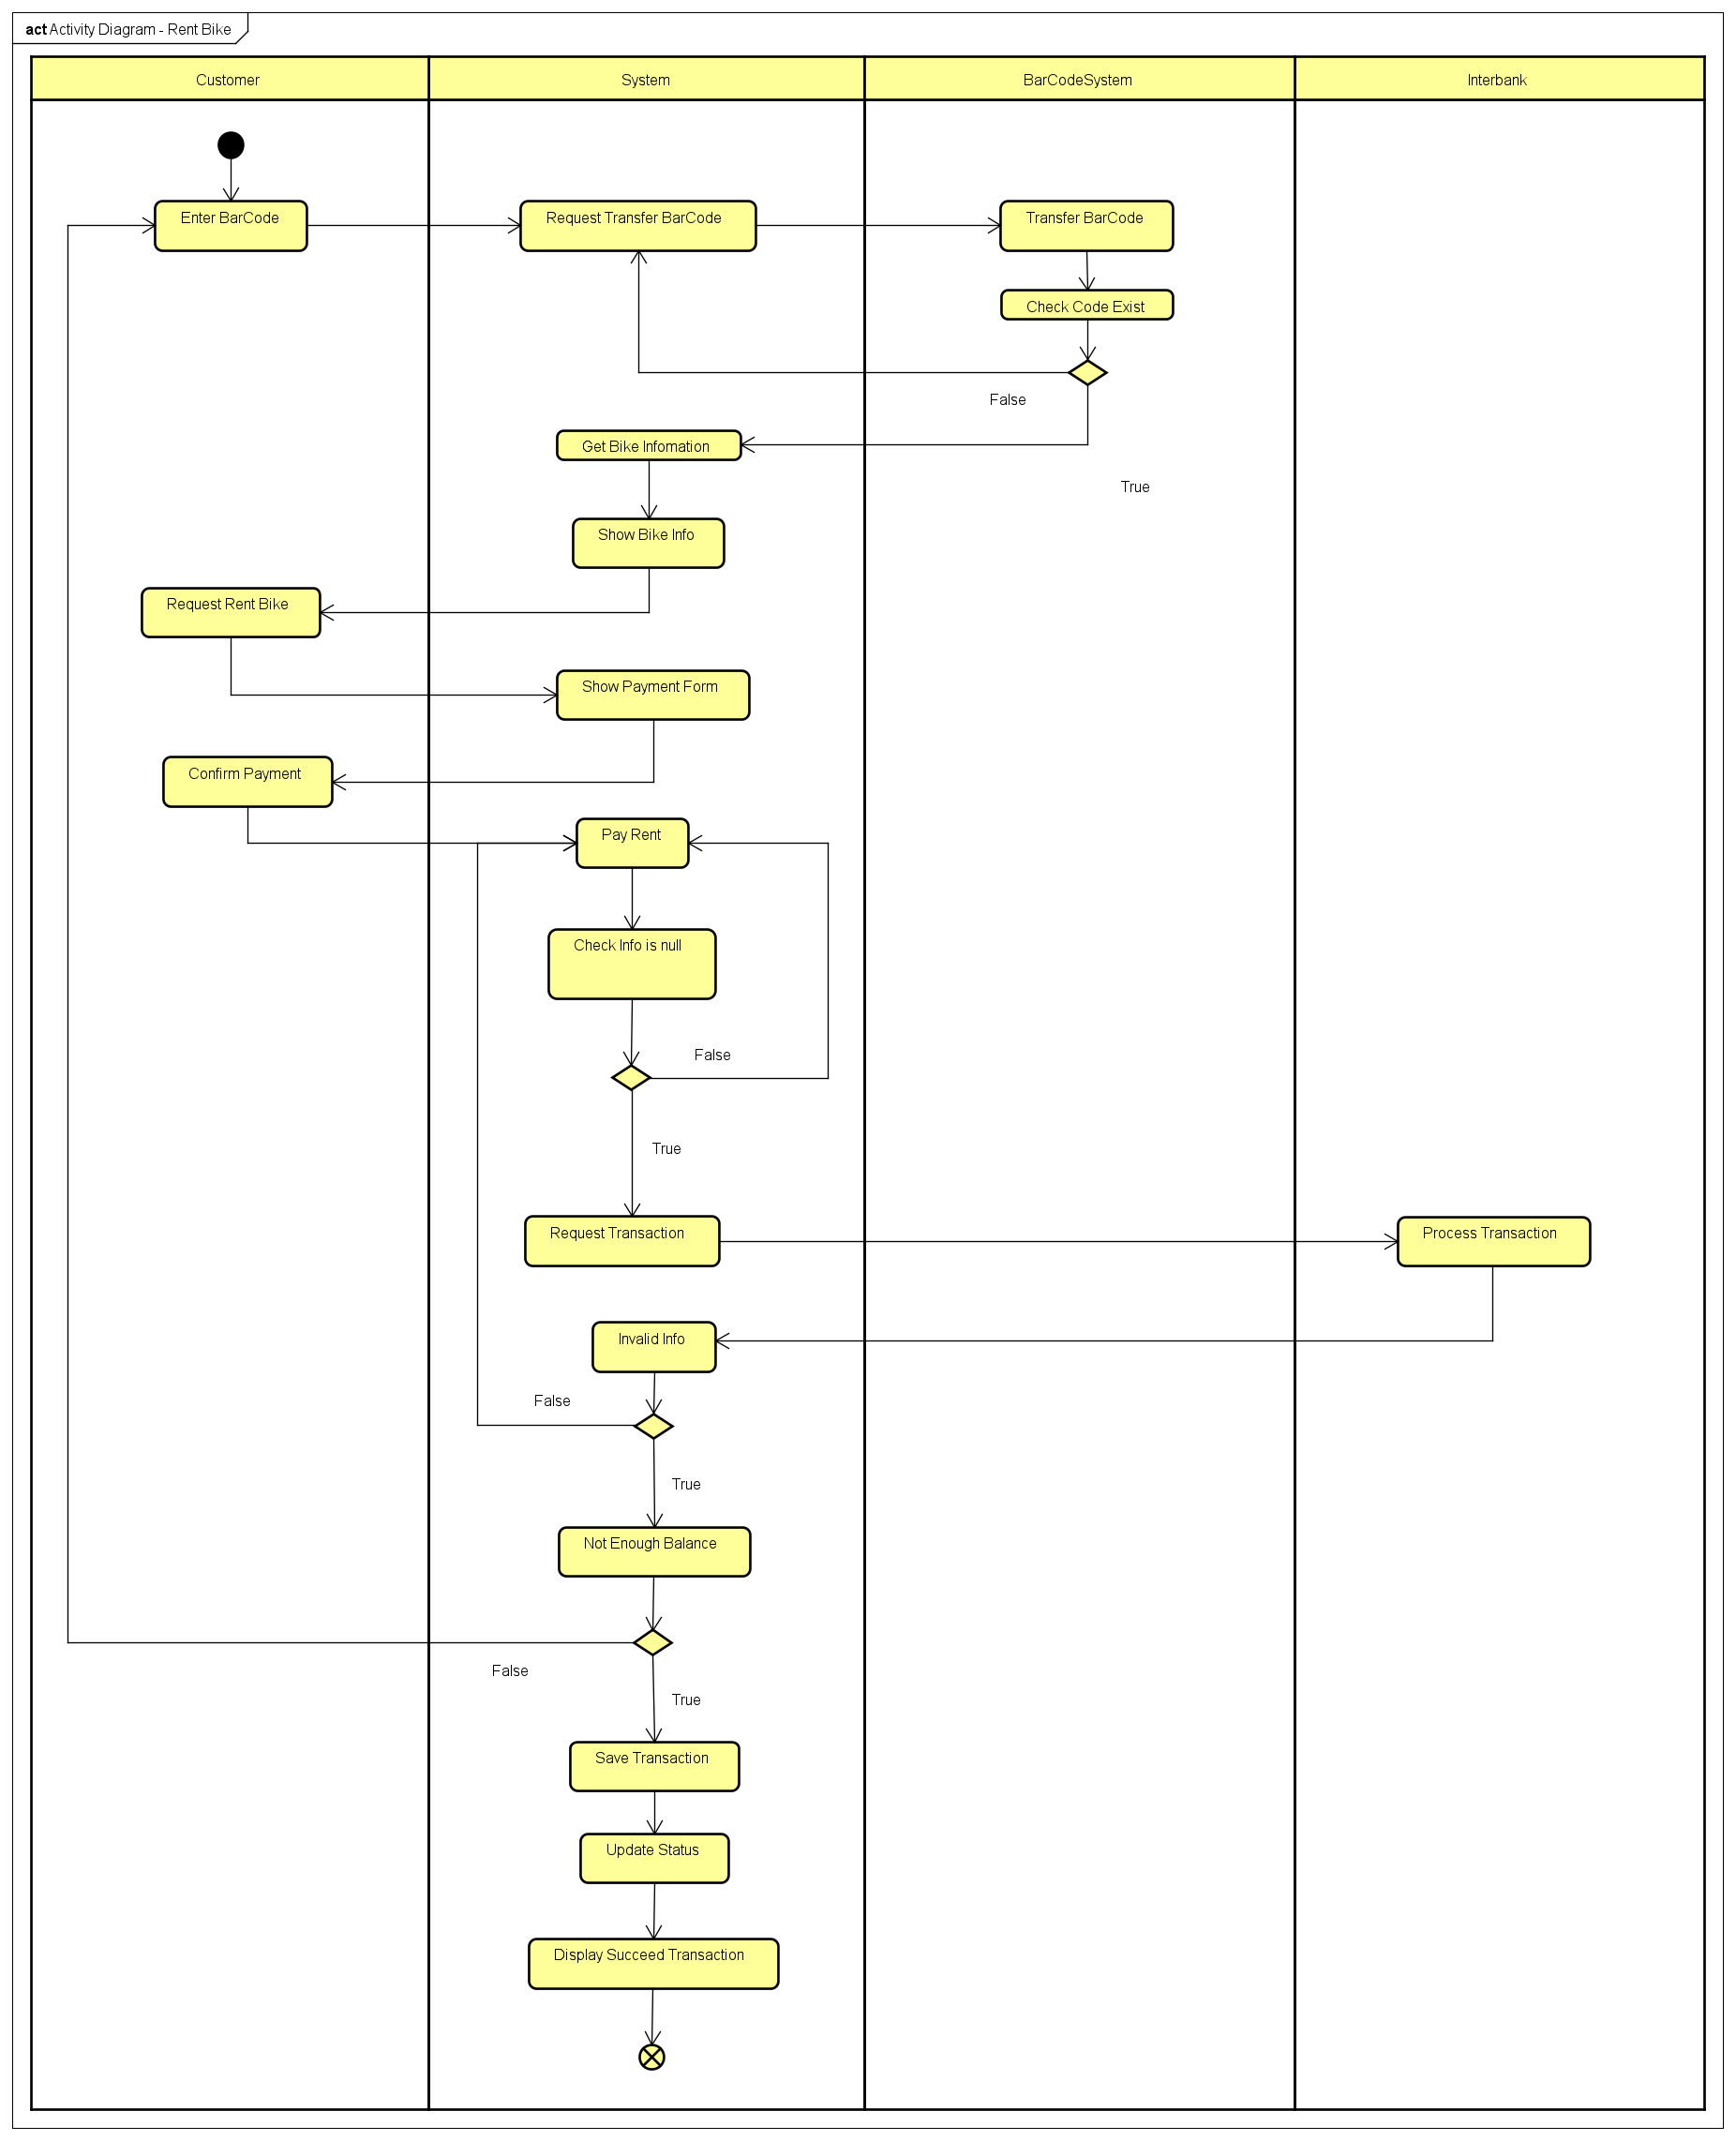 act Activity Diagram - Rent Bike
Customer
System
BarCodeSystem
Interbank
Enter BarCode
Request Transfer BarCode
Transfer BarCode
Check Code Exist
False
Get Bike Infomation
True
Show Bike Info
Request Rent Bike
Show Payment Form
Confirm Payment
Pay Rent
Check Info is null
False
True
Request Transaction
Process Transaction
Invalid Info
False
True
Not Enough Balance
False
True
Save Transaction
Update Status
Display Succeed Transaction